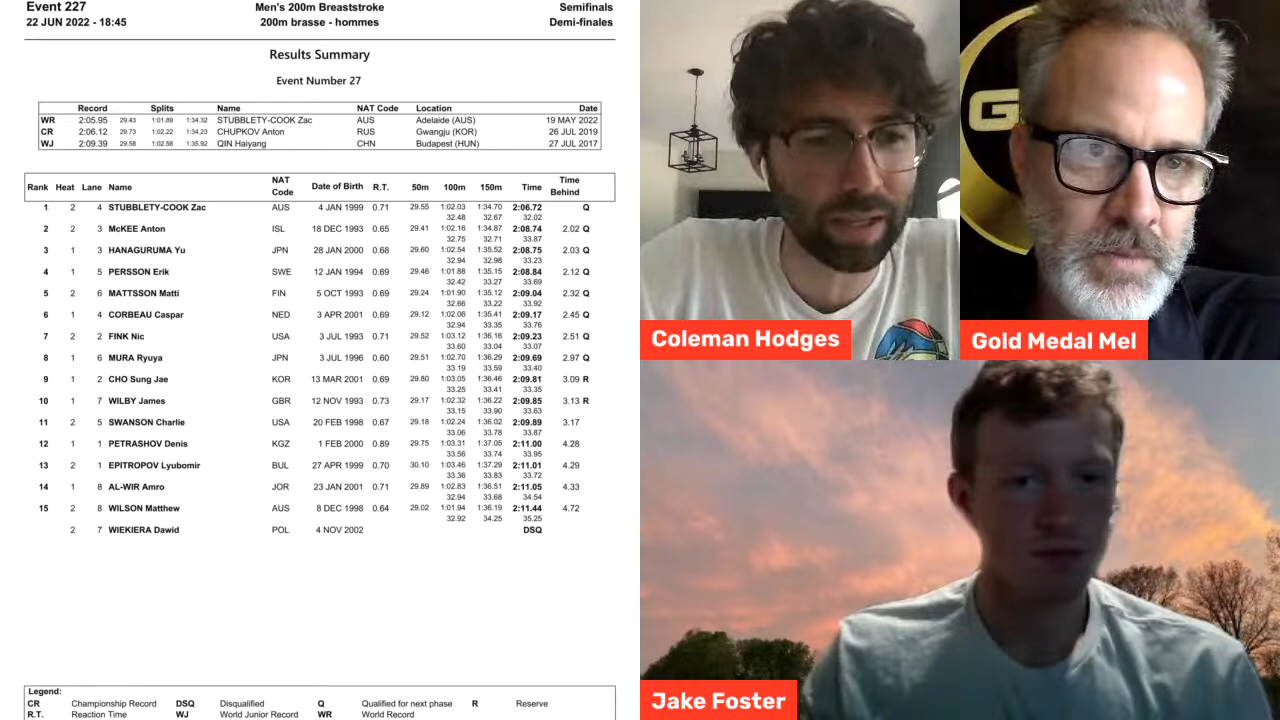 Event 227 Men's 200m Breaststroke Semifinals
22 JUN 2022 - 18:45 200m brasse - hommes Demi-finales
Results Summary
Event Number 27
Record Splits Name NAT Code Location Date
WR 2:05.95 29.43 1:01.89 1:34.32 STUBBLETY-COOK Zac AUS Adelaide (AUS) 19 MAY 2022
CR 2:06.12 29.73 1:02.22 1:34.23 CHUPKOV Anton RUS Gwangju (KOR) 26 JUL 2019
WJ 2:09.39 29.58 1:02.58 1:35.92 QIN Haiyang CHN Budapest (HUN) 27 JUL 2017
Rank Heat Lane Name NAT Code Date of Birth R.T. 50m 100m 150m Time Time Behind
1 2 4 STUBBLETY-COOK Zac AUS 4 JAN 1999 0.71 29.55 1:02.03 1:34.70 2:06.72 Q
32.48 32.67 32.02
2 2 3 McKEE Anton ISL 18 DEC 1993 0.65 29.41 1:02.16 1:34.87 2:08.74 2.02 Q
32.75 32.71 33.87
3 1 3 HANAGURUMA Yu JPN 28 JAN 2000 0.68 29.60 1:02.54 1:35.52 2:08.75 2.03 Q
32.94 32.98 33.23
4 1 5 PERSSON Erik SWE 12 JAN 1994 0.69 29.46 1:01.88 1:35.15 2:08.84 2.12 Q
32.42 33.27 33.69
5 2 6 MATTSSON Matti FIN 5 OCT 1993 0.69 29.24 1:01.90 1:35.12 2:09.04 2.32 Q
32.66 33.22 33.92
6 1 4 CORBEAU Caspar NED 3 APR 2001 0.69 29.12 1:02.06 1:35.41 2:09.17 2.45 Q
32.94 33.35 33.76
7 2 2 FINK Nic USA 3 JUL 1993 0.71 29.52 1:03.12 1:36.16 2:09.23 2.51 Q
33.60 33.04 33.07
8 1 6 MURA Ryuya JPN 3 JUL 1996 0.60 29.51 1:02.70 1:36.29 2:09.69 2.97 Q
33.19 33.59 33.40
9 1 2 CHO Sung Jae KOR 13 MAR 2001 0.69 29.80 1:03.05 1:36.46 2:09.81 3.09 R
33.25 33.41 33.35
10 1 7 WILBY James GBR 12 NOV 1993 0.73 29.17 1:02.32 1:36.22 2:09.85 3.13 R
33.15 33.90 33.63
11 2 5 SWANSON Charlie USA 20 FEB 1998 0.67 29.18 1:02.24 1:36.02 2:09.89 3.17
33.06 33.78 33.87
12 1 1 PETRASHOV Denis KGZ 1 FEB 2000 0.89 29.75 1:03.31 1:37.05 2:11.00 4.28
33.56 33.74 33.95
13 2 1 EPITROPOV Lyubomir BUL 27 APR 1999 0.70 30.10 1:03.46 1:37.29 2:11.01 4.29
33.36 33.83 33.72
14 1 8 AL-WIR Amro JOR 23 JAN 2001 0.71 29.89 1:02.83 1:36.51 2:11.05 4.33
32.94 33.68 34.54
15 2 8 WILSON Matthew AUS 8 DEC 1998 0.64 29.02 1:01.94 1:36.19 2:11.44 4.72
32.92 34.25 35.25
2 7 WIEKIERA Dawid POL 4 NOV 2002 DSQ
Legend:
CR Championship Record DSQ Disqualified Q Qualified for next phase R Reserve
R.T. Reaction Time WJ World Junior Record WR World Record
G
Coleman Hodges
Gold Medal Mel
Jake Foster